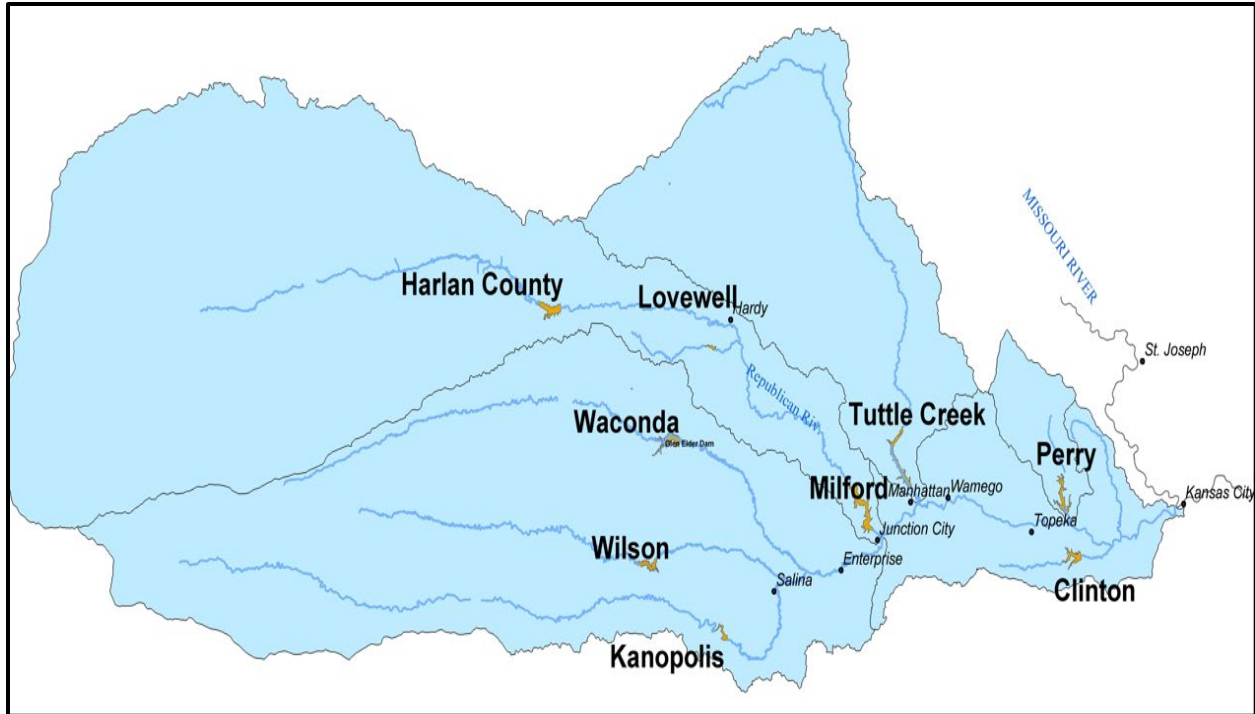 MISSOURI RIVER
Harlan County
Lovewell
Hardy
St. Joseph
Republican Riv
Waconda
Glen Elder Dam
Tuttle Creek
Perry
Milford
Manhattan
Wamego
Kansas City
Topeka
Junction City
Wilson
Enterprise
Salina
Clinton
Kanopolis